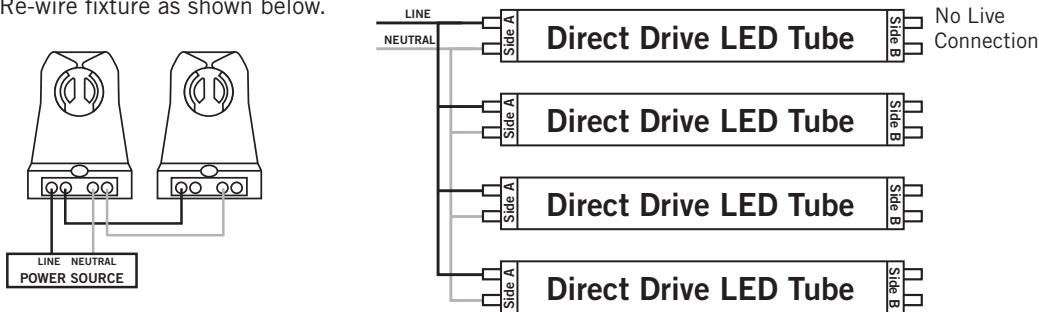 Re-wire fixture as shown below.
LINE NEUTRAL
POWER SOURCE
LINE
NEUTRAL
Side A
Direct Drive LED Tube
Side B
No Live
Connection
Side A
Direct Drive LED Tube
Side B
Side A
Direct Drive LED Tube
Side B
Side A
Direct Drive LED Tube
Side B